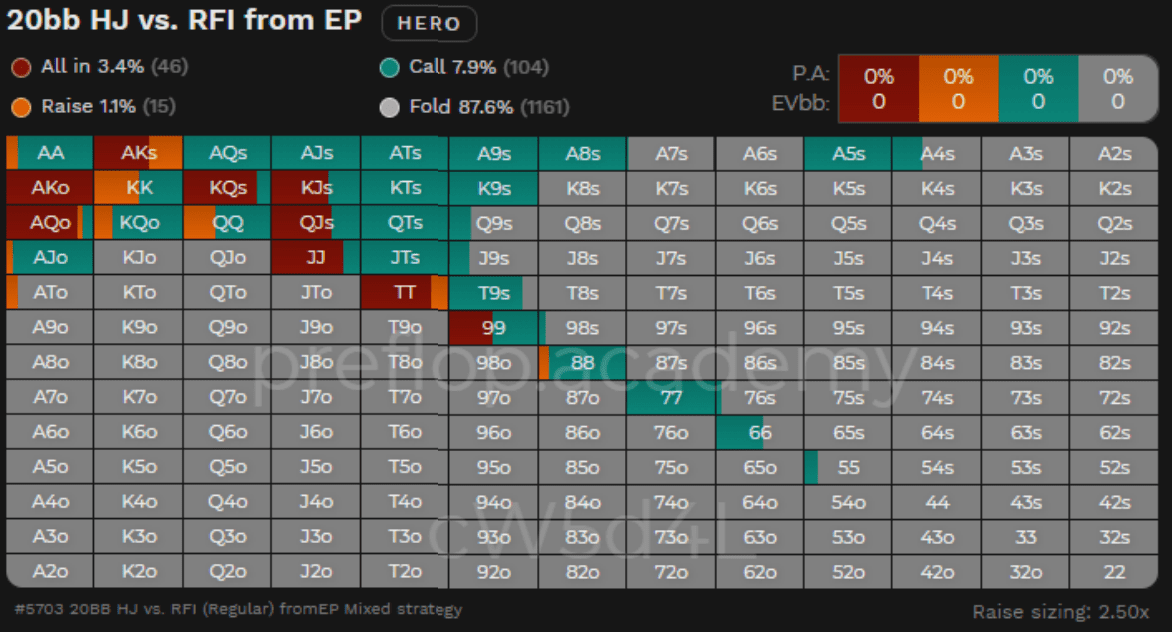 20bb HJ vs. RFI from EP HERO
All in 3.4% (46) Call 7.9% (104) P.A: 0% 0% 0% 0%
Raise 1.1% (15) Fold 87.6% (1161) EVbb: 0 0 0 0
AA AKs AQs AJs ATs A9s A8s A7s A6s A5s A4s A3s A2s
AKo KK KQs KJs KTs K9s K8s K7s K6s K5s K4s K3s K2s
AQo KQo QQ QJs QTs Q9s Q8s Q7s Q6s Q5s Q4s Q3s Q2s
AJo KJo QJo JJ JTs J9s J8s J7s J6s J5s J4s J3s J2s
ATo KTo QTo JTo TT T9s T8s T7s T6s T5s T4s T3s T2s
A9o K9o Q9o J9o T9o 99 98s 97s 96s 95s 94s 93s 92s
preflop.academy
A8o K8o Q8o J8o T8o 98o 88 87s 86s 85s 84s 83s 82s
A7o K7o Q7o J7o T7o 97o 87o 77 76s 75s 74s 73s 72s
A6o K6o Q6o J6o T6o 96o 86o 76o 66 65s 64s 63s 62s
A5o K5o Q5o J5o T5o 95o 85o 75o 65o 55 54s 53s 52s
A4o K4o Q4o J4o T4o 94o 84o 74o 64o 54o 44 43s 42s
cW5d4L
A3o K3o Q3o J3o T3o 93o 83o 73o 63o 53o 43o 33 32s
A2o K2o Q2o J2o T2o 92o 82o 72o 62o 52o 42o 32o 22
#5703 20BB HJ vs. RFI (Regular) fromEP Mixed strategy Raise sizing: 2.50x